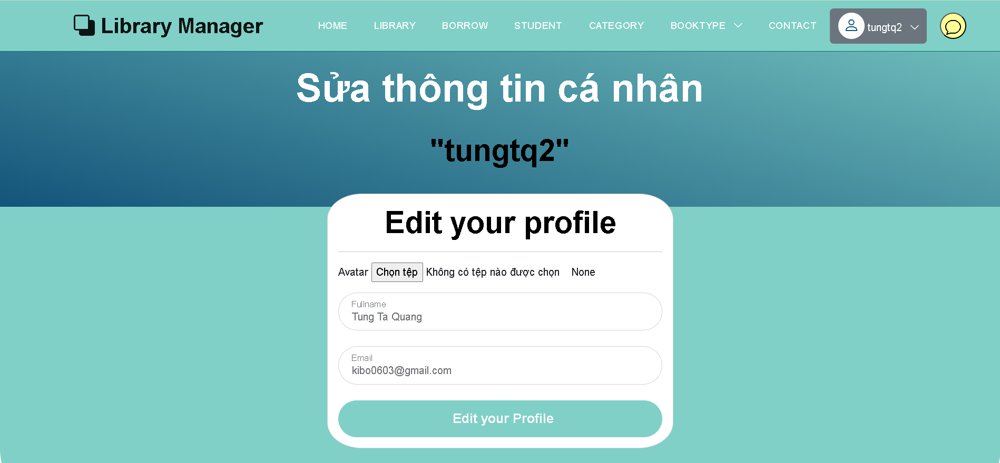 Library Manager HOME LIBRARY BORROW STUDENT CATEGORY BOOKTYPE CONTACT tungtq2
Sửa thông tin cá nhân
"tungtq2"
Edit your profile
Avatar Chọn tệp Không có tệp nào được chọn None
Fullname
Tung Ta Quang
Email
kibo0603@gmail.com
Edit your Profile